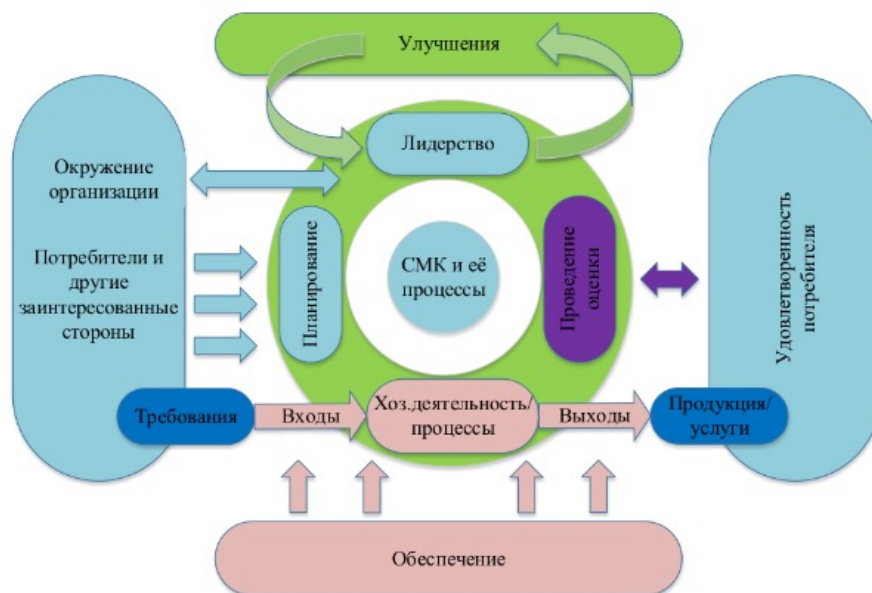 Улучшения
Лидерство
Окружение
организации
Потребители и
другие
заинтересованные
стороны
Планирование
СМК и её
процессы
Проведение
оценки
Удовлетворенность
потребителя
Требования
Входы
Хоз.деятельность/
процессы
Выходы
Продукция/
услуги
Обеспечение